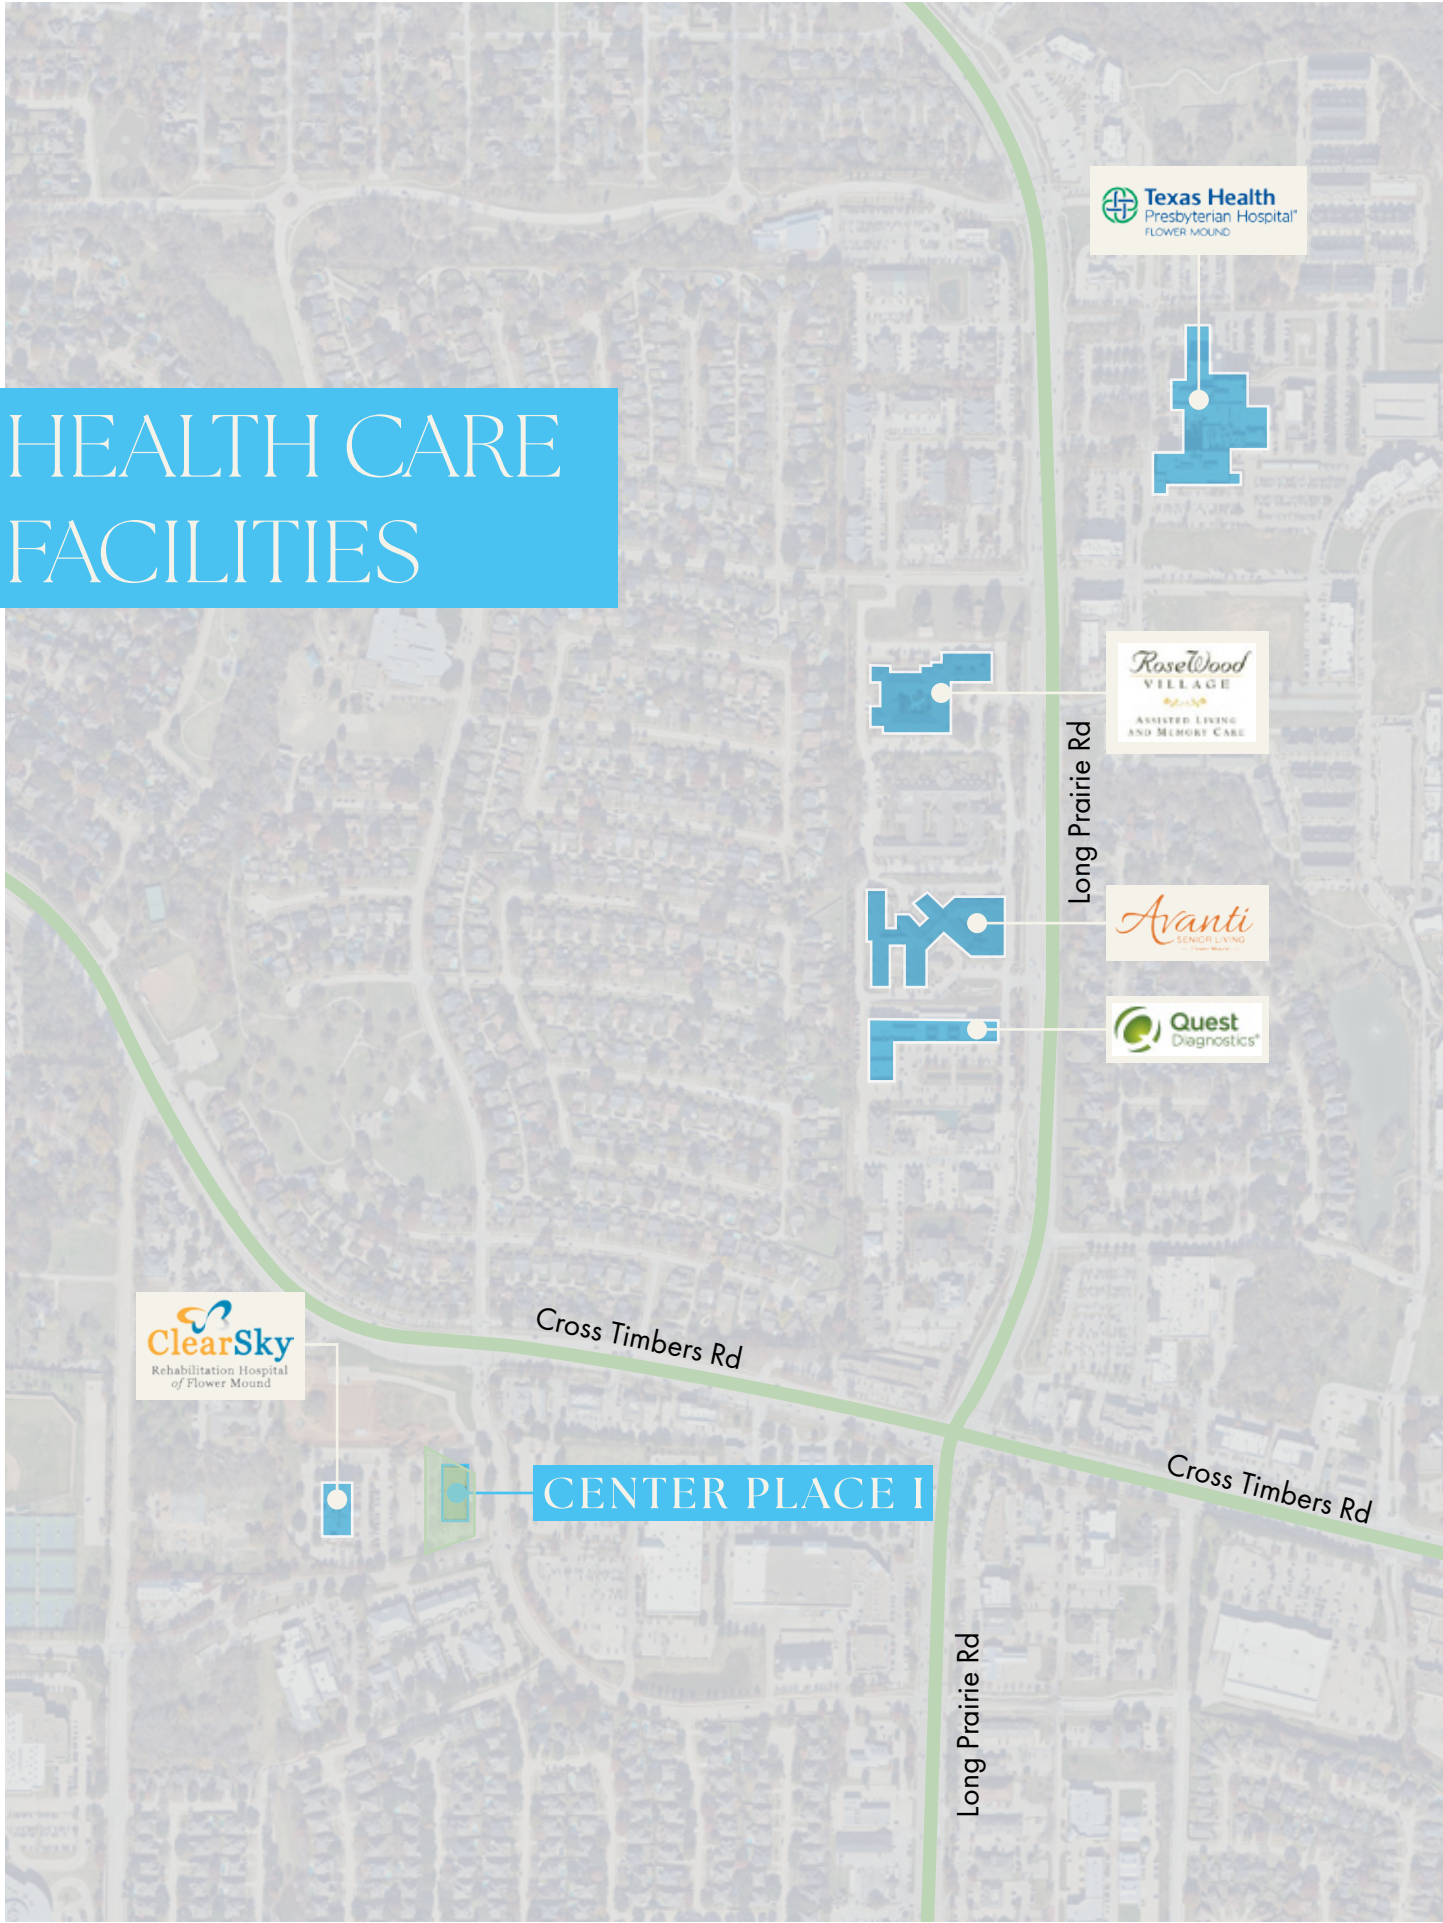 Texas Health
Presbyterian Hospital®
FLOWER MOUND
HEALTH CARE
FACILITIES
RoseWood
VILLAGE
ASSISTED LIVING
AND MEMORY CARE
Long Prairie Rd
Avanti
SENIOR LIVING
Quest
Diagnostics®
ClearSky
Rehabilitation Hospital
of Flower Mound
Cross Timbers Rd
Cross Timbers Rd
CENTER PLACE I
Long Prairie Rd